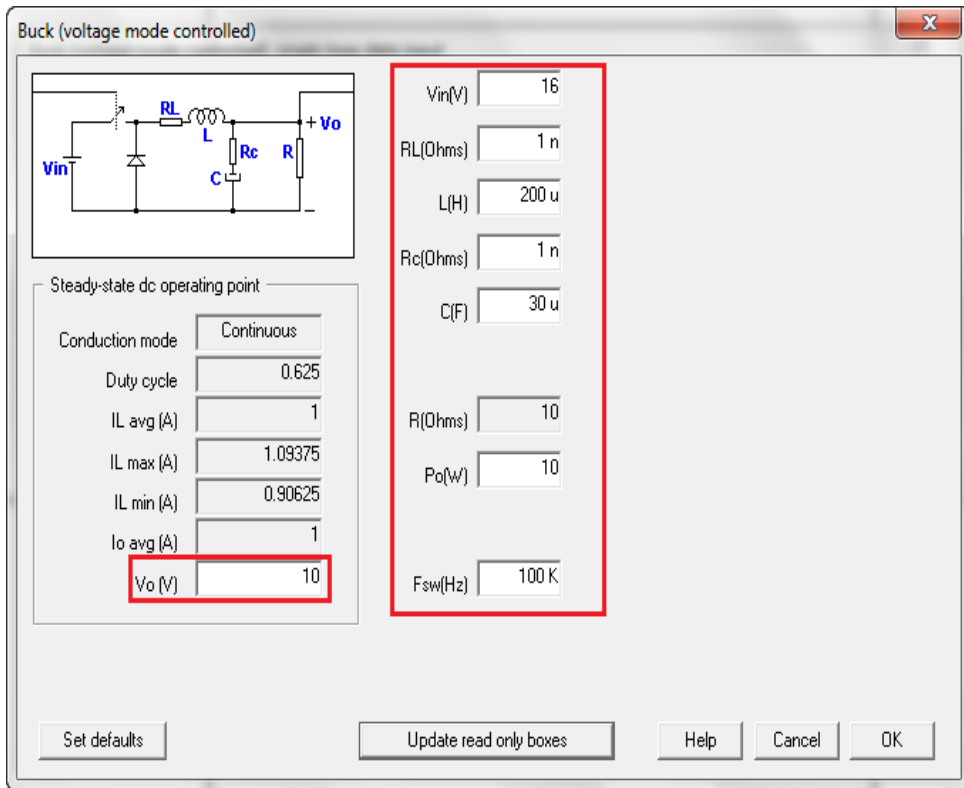 Buck (voltage mode controlled)
RL
L
+ Vo
Rc
R
Vin
C
–
Vin(V) 16
RL(Ohms) 1 n
L(H) 200 u
Rc(Ohms) 1 n
C(F) 30 u
R(Ohms) 10
Po(W) 10
Fsw(Hz) 100 K
Steady-state dc operating point
Conduction mode Continuous
Duty cycle 0.625
IL avg (A) 1
IL max (A) 1.09375
IL min (A) 0.90625
Io avg (A) 1
Vo (V) 10
Set defaults
Update read only boxes
Help
Cancel
OK